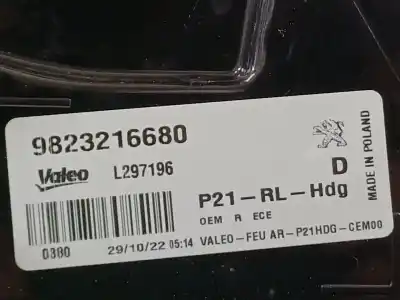 9823216680
Valeo L297196
D
P21-RL-Hdg
OEM R ECE
0380 29/10/22 05:14 VALEO-FEU AR-P21HDG-CEM00
MADE IN POLAND